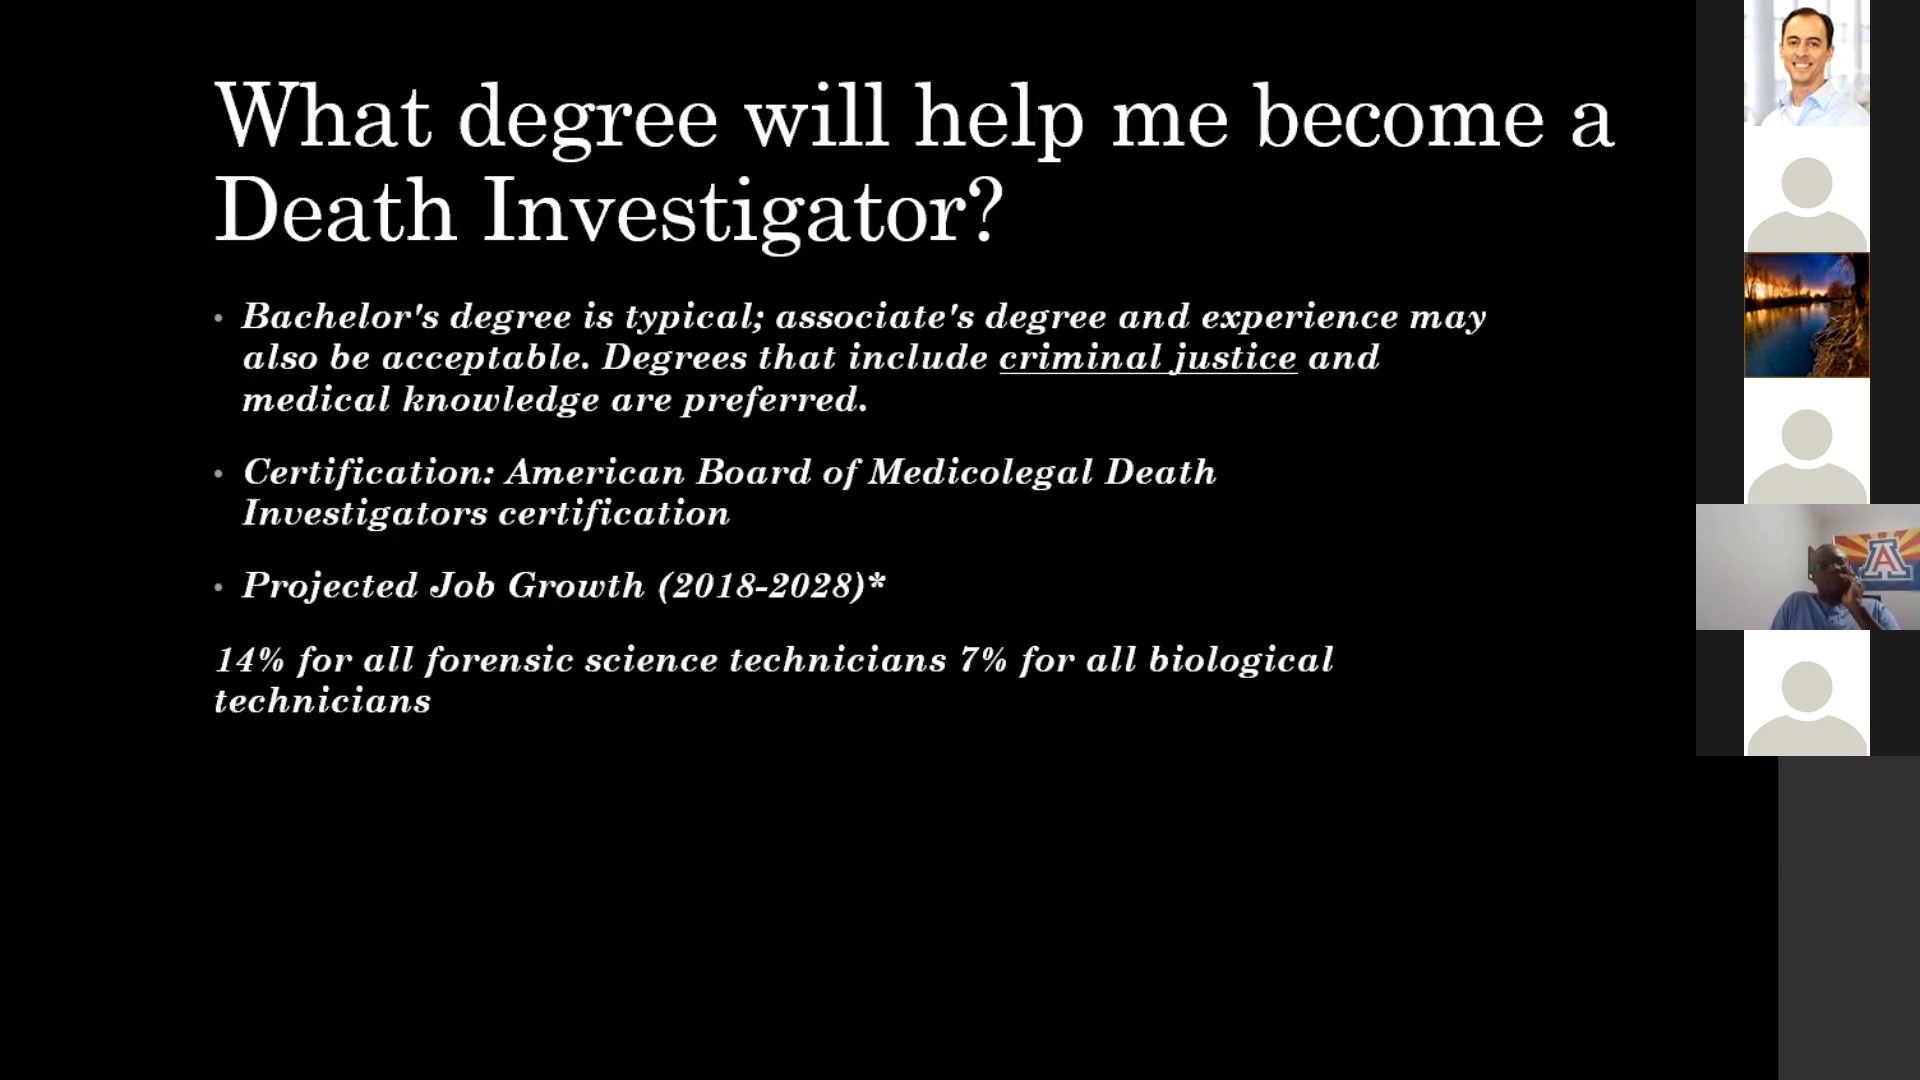 What degree will help me become a
Death Investigator?
• Bachelor's degree is typical; associate's degree and experience may
also be acceptable. Degrees that include criminal justice and
medical knowledge are preferred.
• Certification: American Board of Medicolegal Death
Investigators certification
• Projected Job Growth (2018-2028)*
14% for all forensic science technicians 7% for all biological
technicians
A